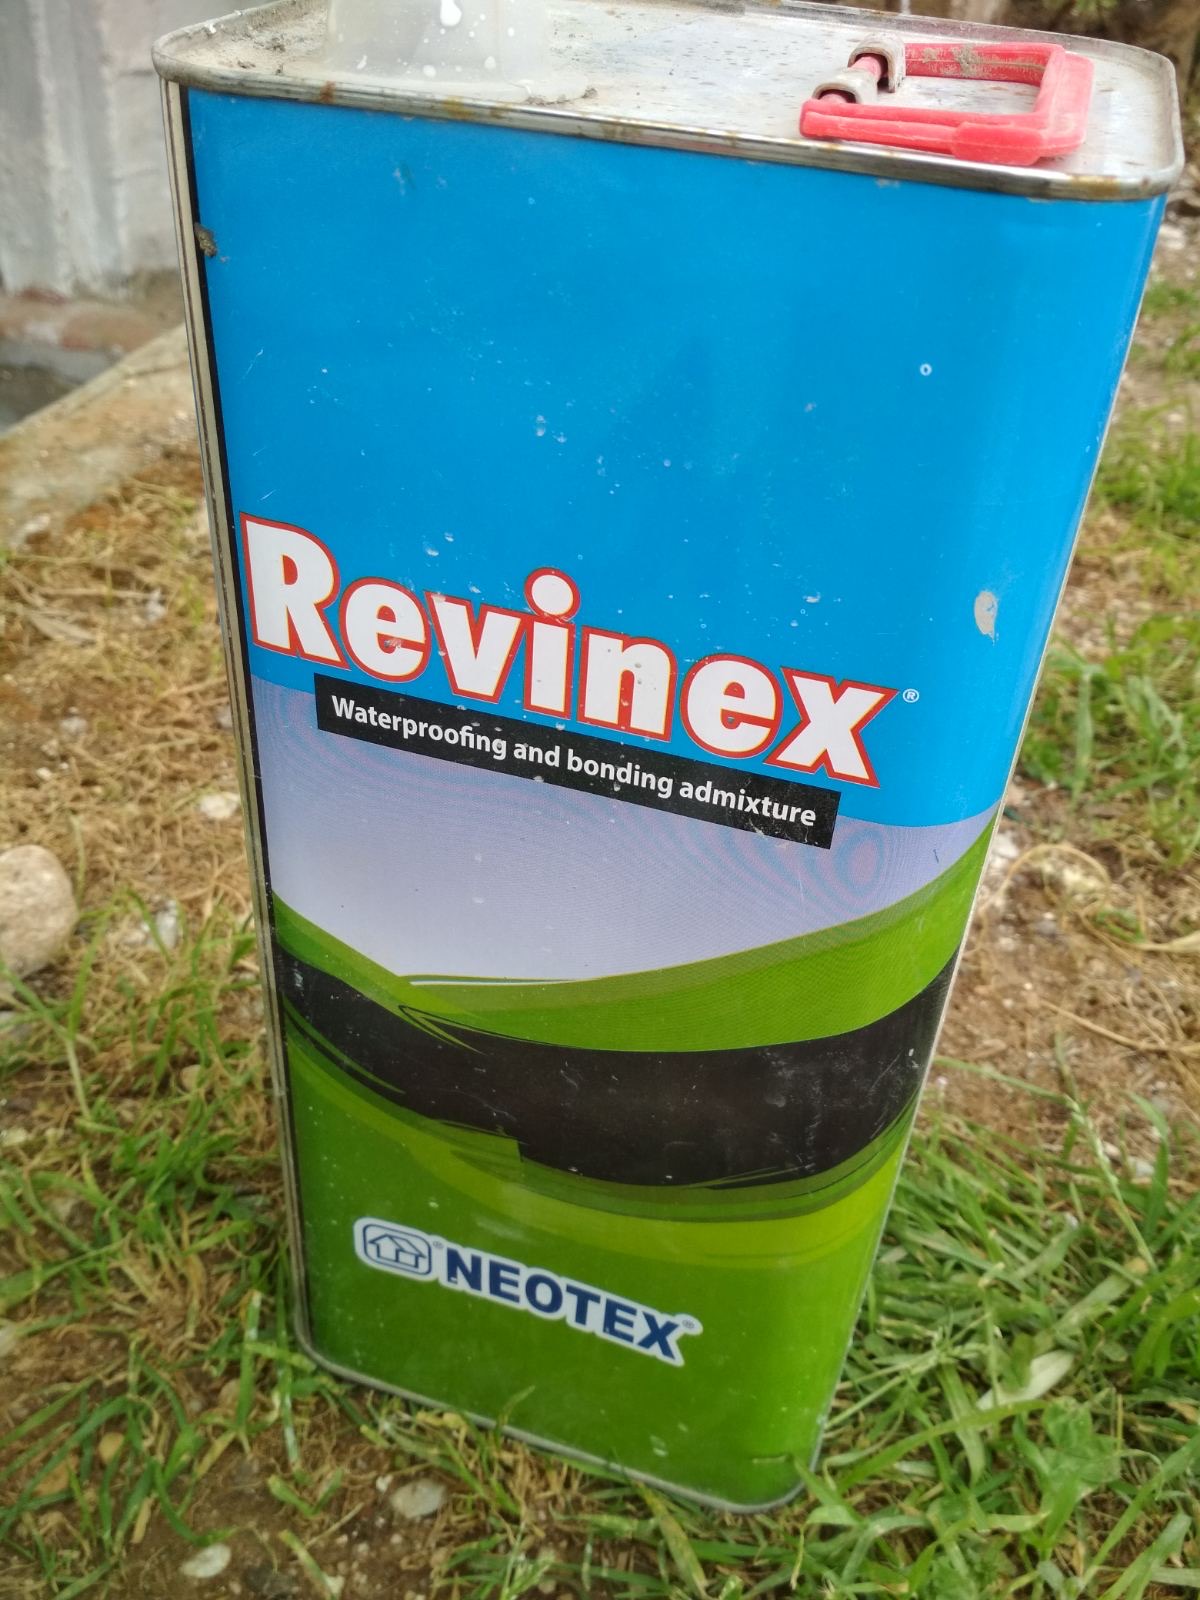 Revinex®
Waterproofing and bonding admixture
® NEOTEX®